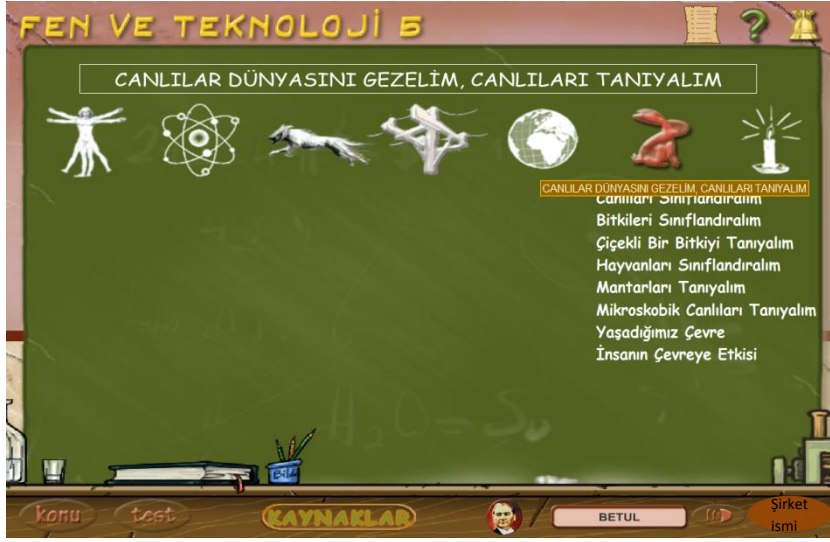 FEN VE TEKNOLOJİ 5
?
CANLILAR DÜNYASINI GEZELİM, CANLILARI TANIYALIM
CANLILAR DÜNYASINI GEZELİM, CANLILARI TANIYALIM
Canlıları Sınıflandıralım
Bitkileri Sınıflandıralım
Çiçekli Bir Bitkiyi Tanıyalım
Hayvanları Sınıflandıralım
Mantarları Tanıyalım
Mikroskobik Canlıları Tanıyalım
Yaşadığımız Çevre
İnsanın Çevreye Etkisi
konu
test
KAYNAKLAR
BETUL
Şirket
ismi